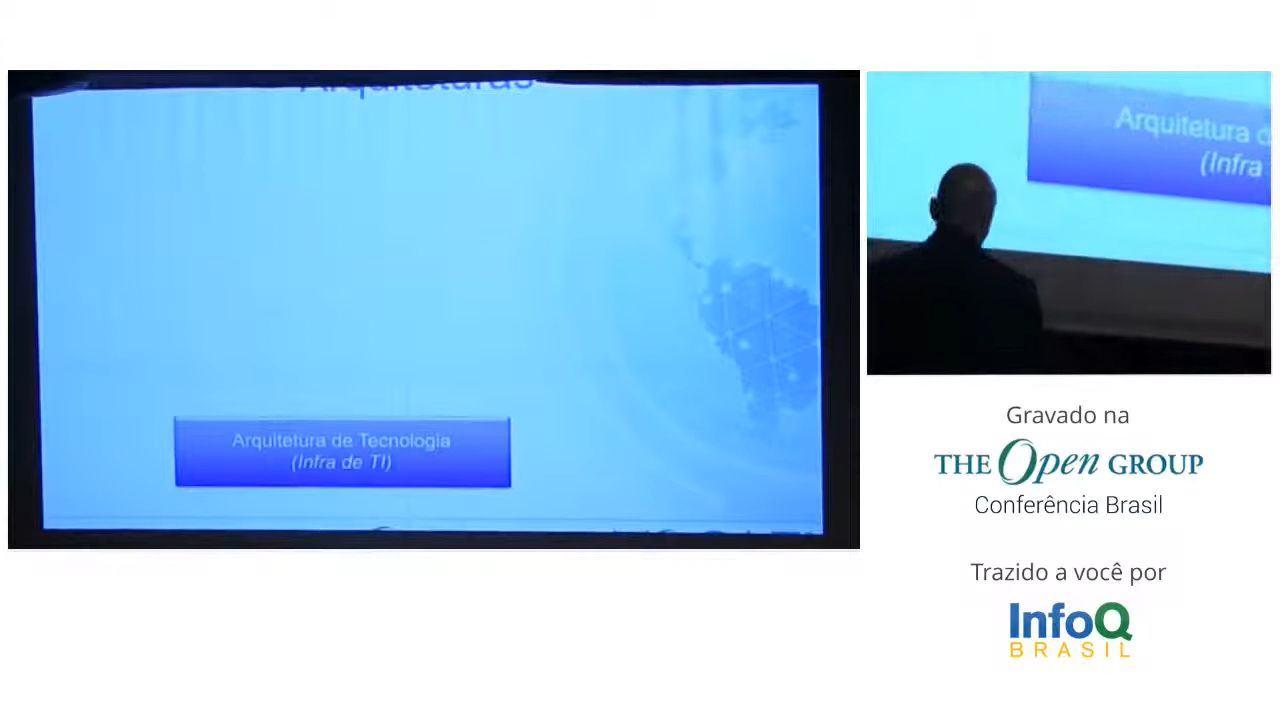 Arquiteturas
Arquitetura de Tecnologia
(Infra de TI)
Arquitetura d
(Infra
Gravado na
THE Open GROUP
Conferência Brasil
Trazido a você por
InfoQ
BRASIL